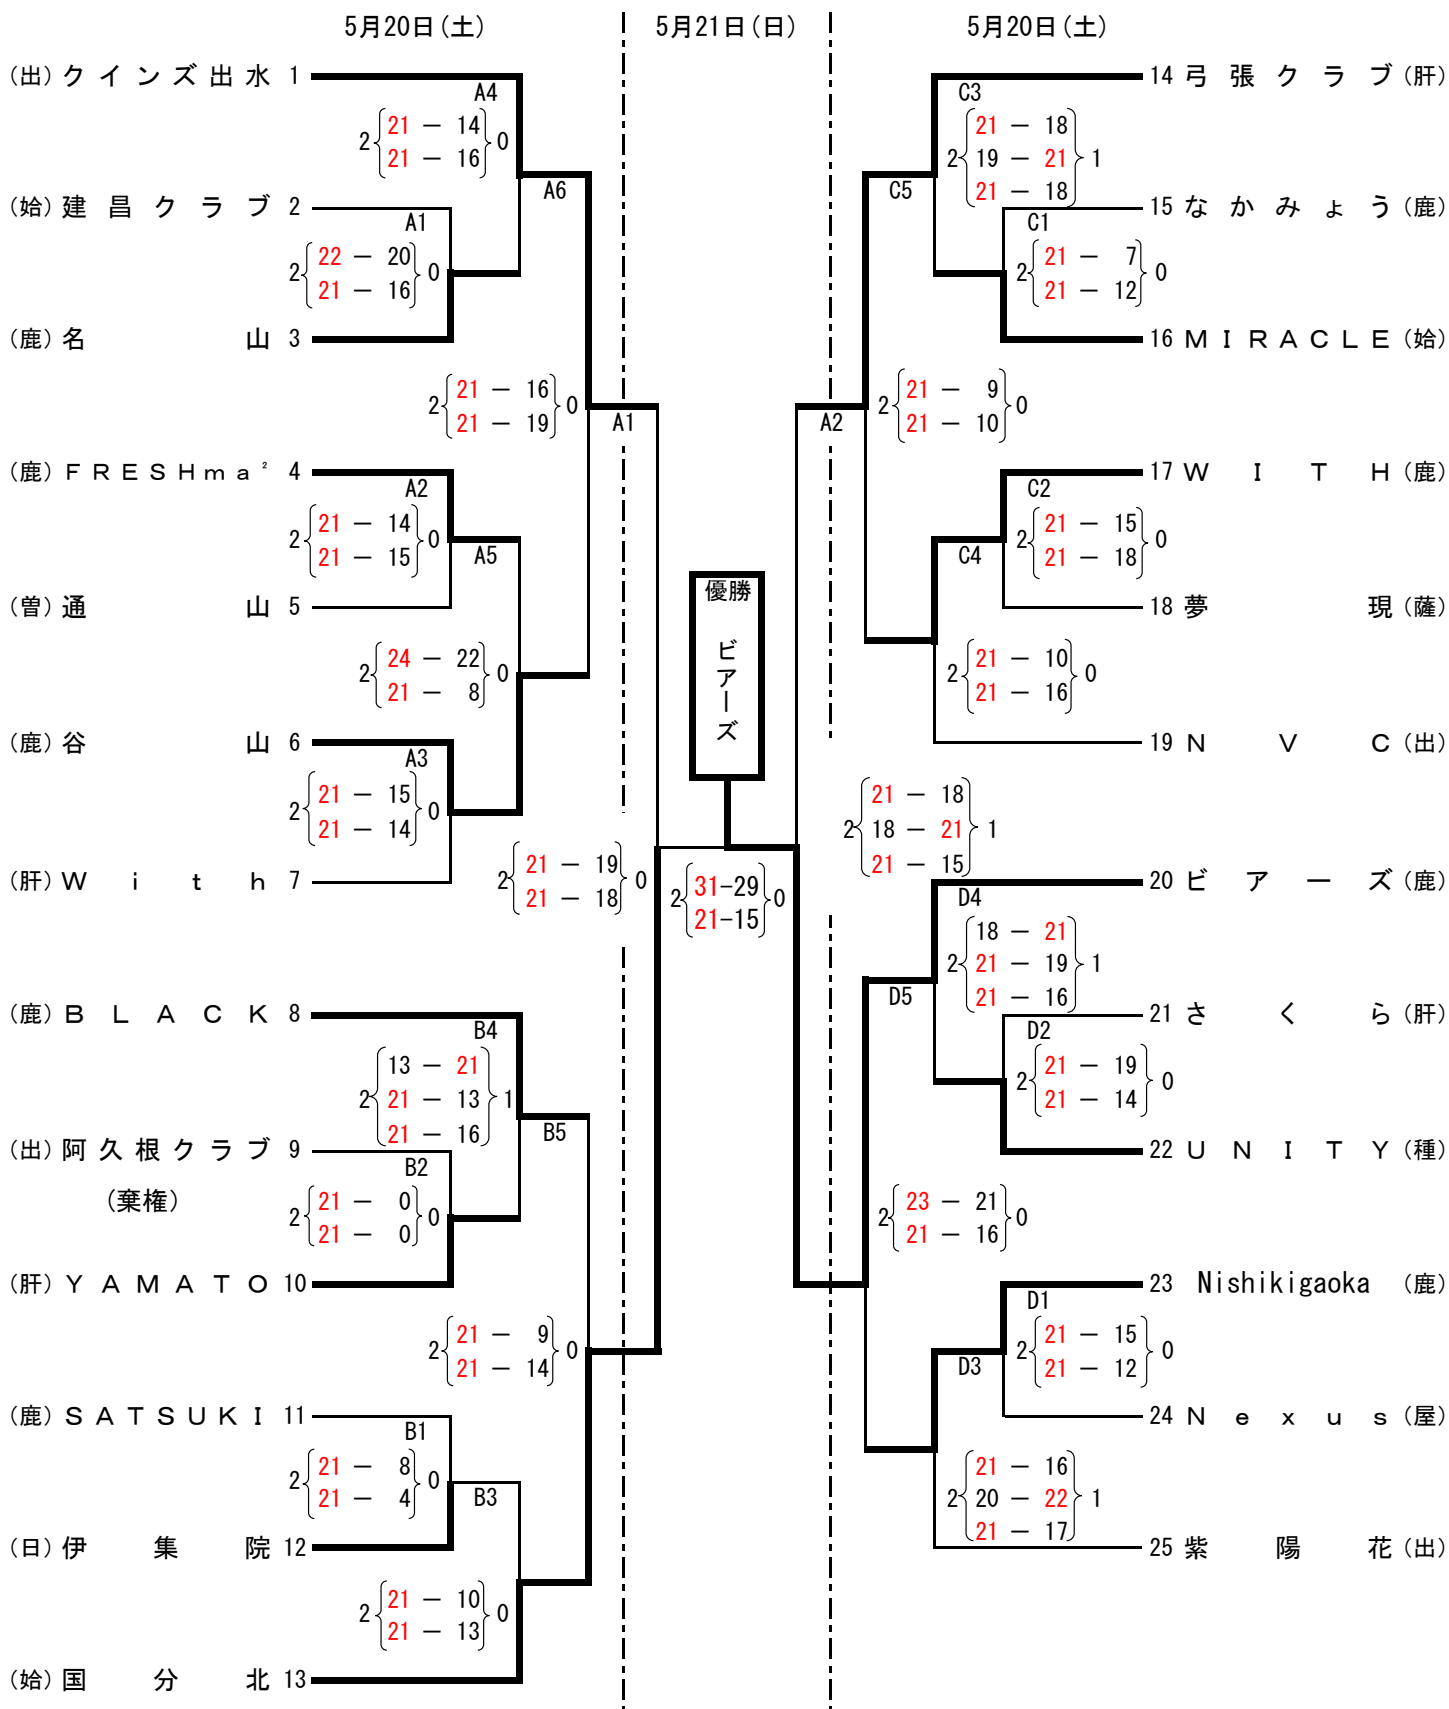 5月20日(土) 5月21日(日) 5月20日(土)
(出) クインズ出水 1
A4
2 21 － 14 0
21 － 16
(姶) 建昌クラブ 2
A6
A1
2 22 － 20 0
21 － 16
(鹿) 名山 3
2 21 － 16 0
21 － 19
A1
(鹿) FRESHma² 4
A2
2 21 － 14 0
21 － 15
A5
(曽) 通山 5
2 24 － 22 0
21 － 8
(鹿) 谷山 6
A3
2 21 － 15 0
21 － 14
(肝) With 7
2 21 － 19 0
21 － 18
(鹿) BLACK 8
B4
13 － 21
2 21 － 13 1
21 － 16
B5
(出) 阿久根クラブ 9
(棄権)
B2
2 21 － 0 0
21 － 0
(肝) YAMATO 10
2 21 － 9 0
21 － 14
(鹿) SATSUKI 11
B1
2 21 － 8 0
21 － 4
B3
(日) 伊集院 12
2 21 － 10 0
21 － 13
(姶) 国分北 13
優勝
ビアーズ
2 31－29 0
21－15
14 弓張クラブ (肝)
C3
21 － 18
2 19 － 21 1
21 － 18
C5
15 なかみょう (鹿)
C1
2 21 － 7 0
21 － 12
16 MIRACLE (姶)
2 21 － 9 0
21 － 10
A2
17 WITH (鹿)
C2
2 21 － 15 0
21 － 18
C4
18 夢現 (薩)
2 21 － 10 0
21 － 16
19 NVC (出)
21 － 18
2 18 － 21 1
21 － 15
20 ビアーズ (鹿)
D4
18 － 21
2 21 － 19 1
21 － 16
D5
21 さくら (肝)
D2
2 21 － 19 0
21 － 14
22 UNITY (種)
2 23 － 21 0
21 － 16
23 Nishikigaoka (鹿)
D1
2 21 － 15 0
21 － 12
D3
24 Nexus (屋)
21 － 16
2 20 － 22 1
21 － 17
25 紫陽花 (出)